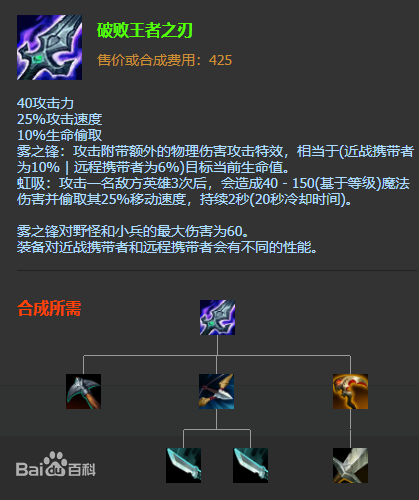 破败王者之刃
售价或合成费用：425
40攻击力
25%攻击速度
10%生命偷取
雾之锋：攻击附带额外的物理伤害攻击特效，相当于(近战携带者
为10% | 远程携带者为6%)目标当前生命值。
虹吸：攻击一名敌方英雄3次后，会造成40 - 150(基于等级)魔法
伤害并偷取其25%移动速度，持续2秒(20秒冷却时间)。
雾之锋对野怪和小兵的最大伤害为60。
装备对近战携带者和远程携带者会有不同的性能。
合成所需
Bai du 百科